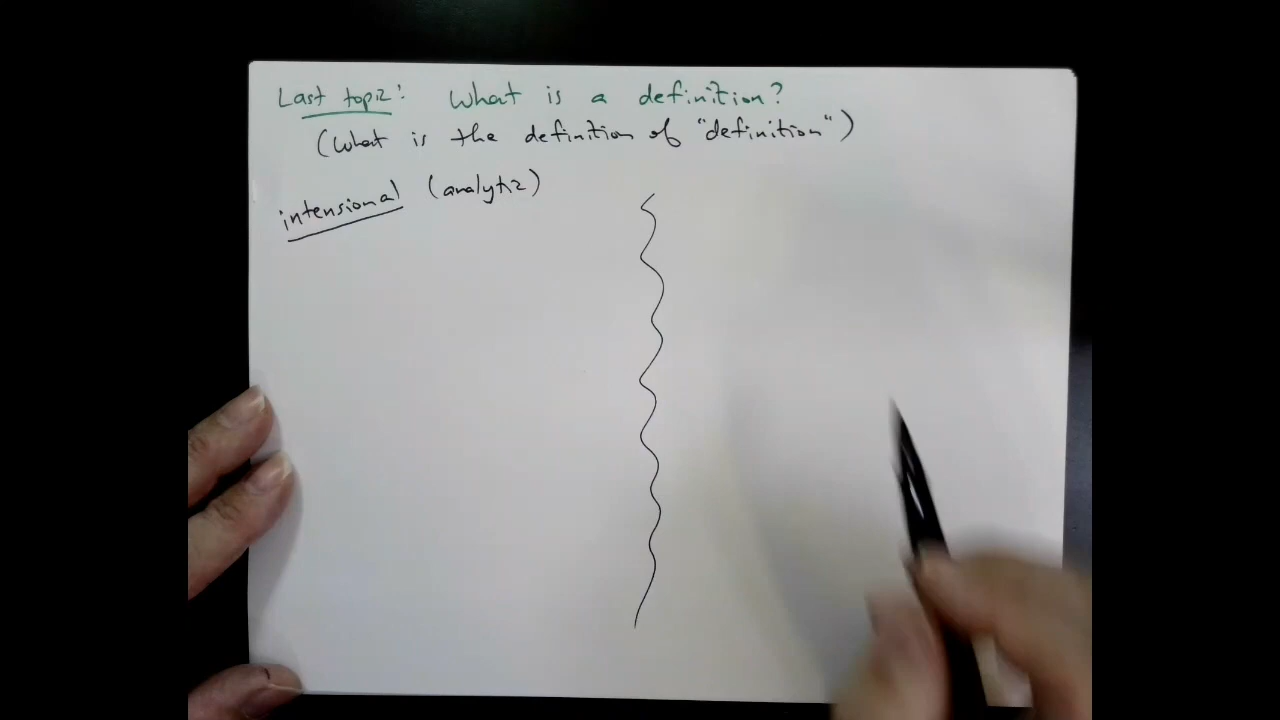 Last topic: What is a definition?
(What is the definition of "definition")
intensional (analytic)